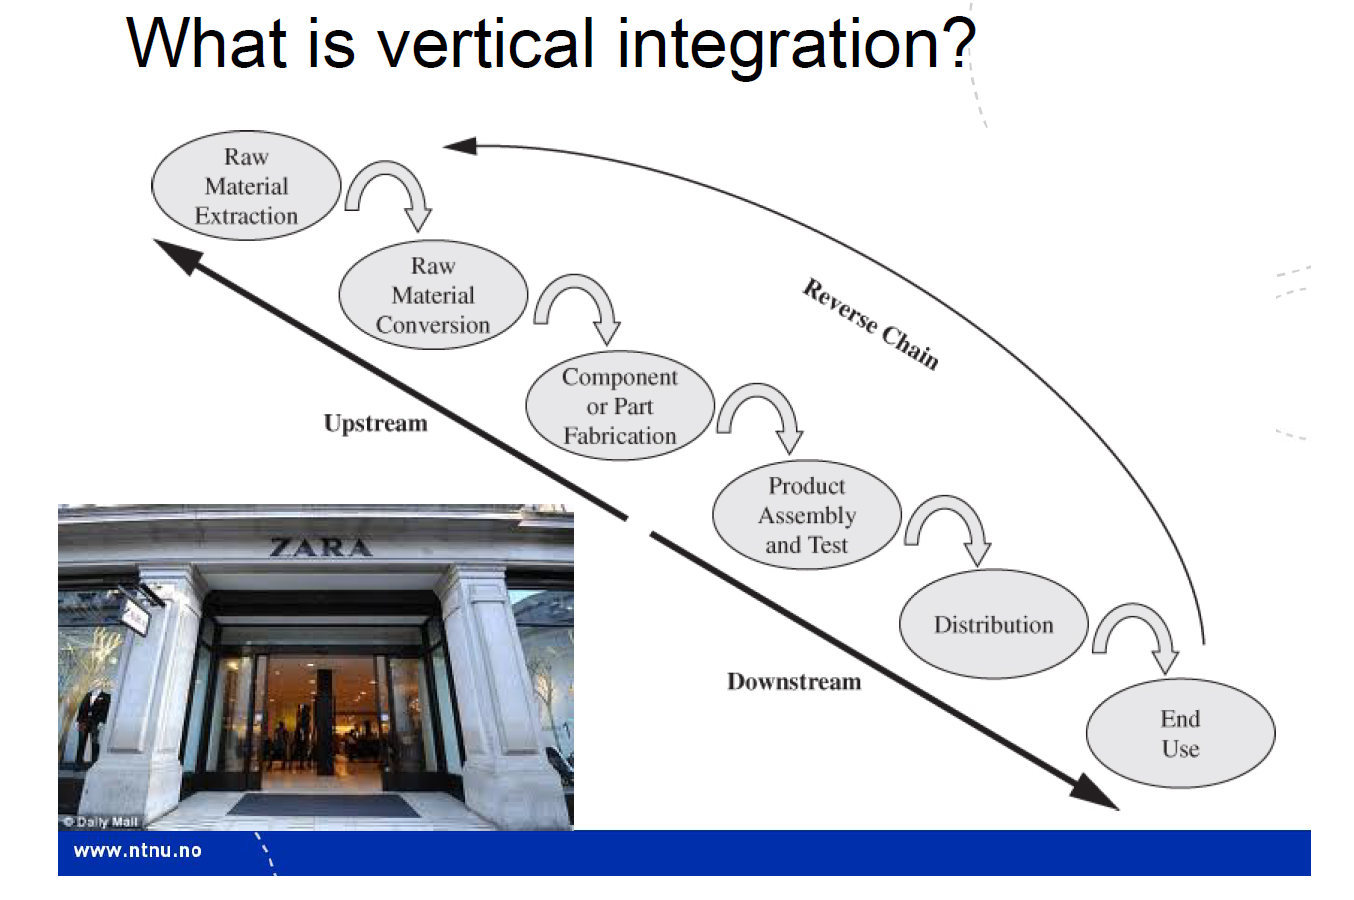 What is vertical integration?
Raw
Material
Extraction
Raw
Material
Conversion
Reverse Chain
Component
or Part
Fabrication
Upstream
Product
Assembly
and Test
ZARA
ZARA
Distribution
Downstream
End
Use
© Daily Mail
www.ntnu.no